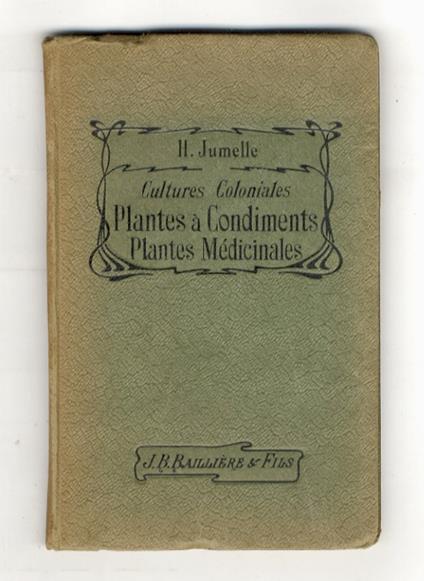 H. Jumelle
Cultures Coloniales
Plantes à Condiments
Plantes Médicinales
J. B. BAILLIÈRE & FILS